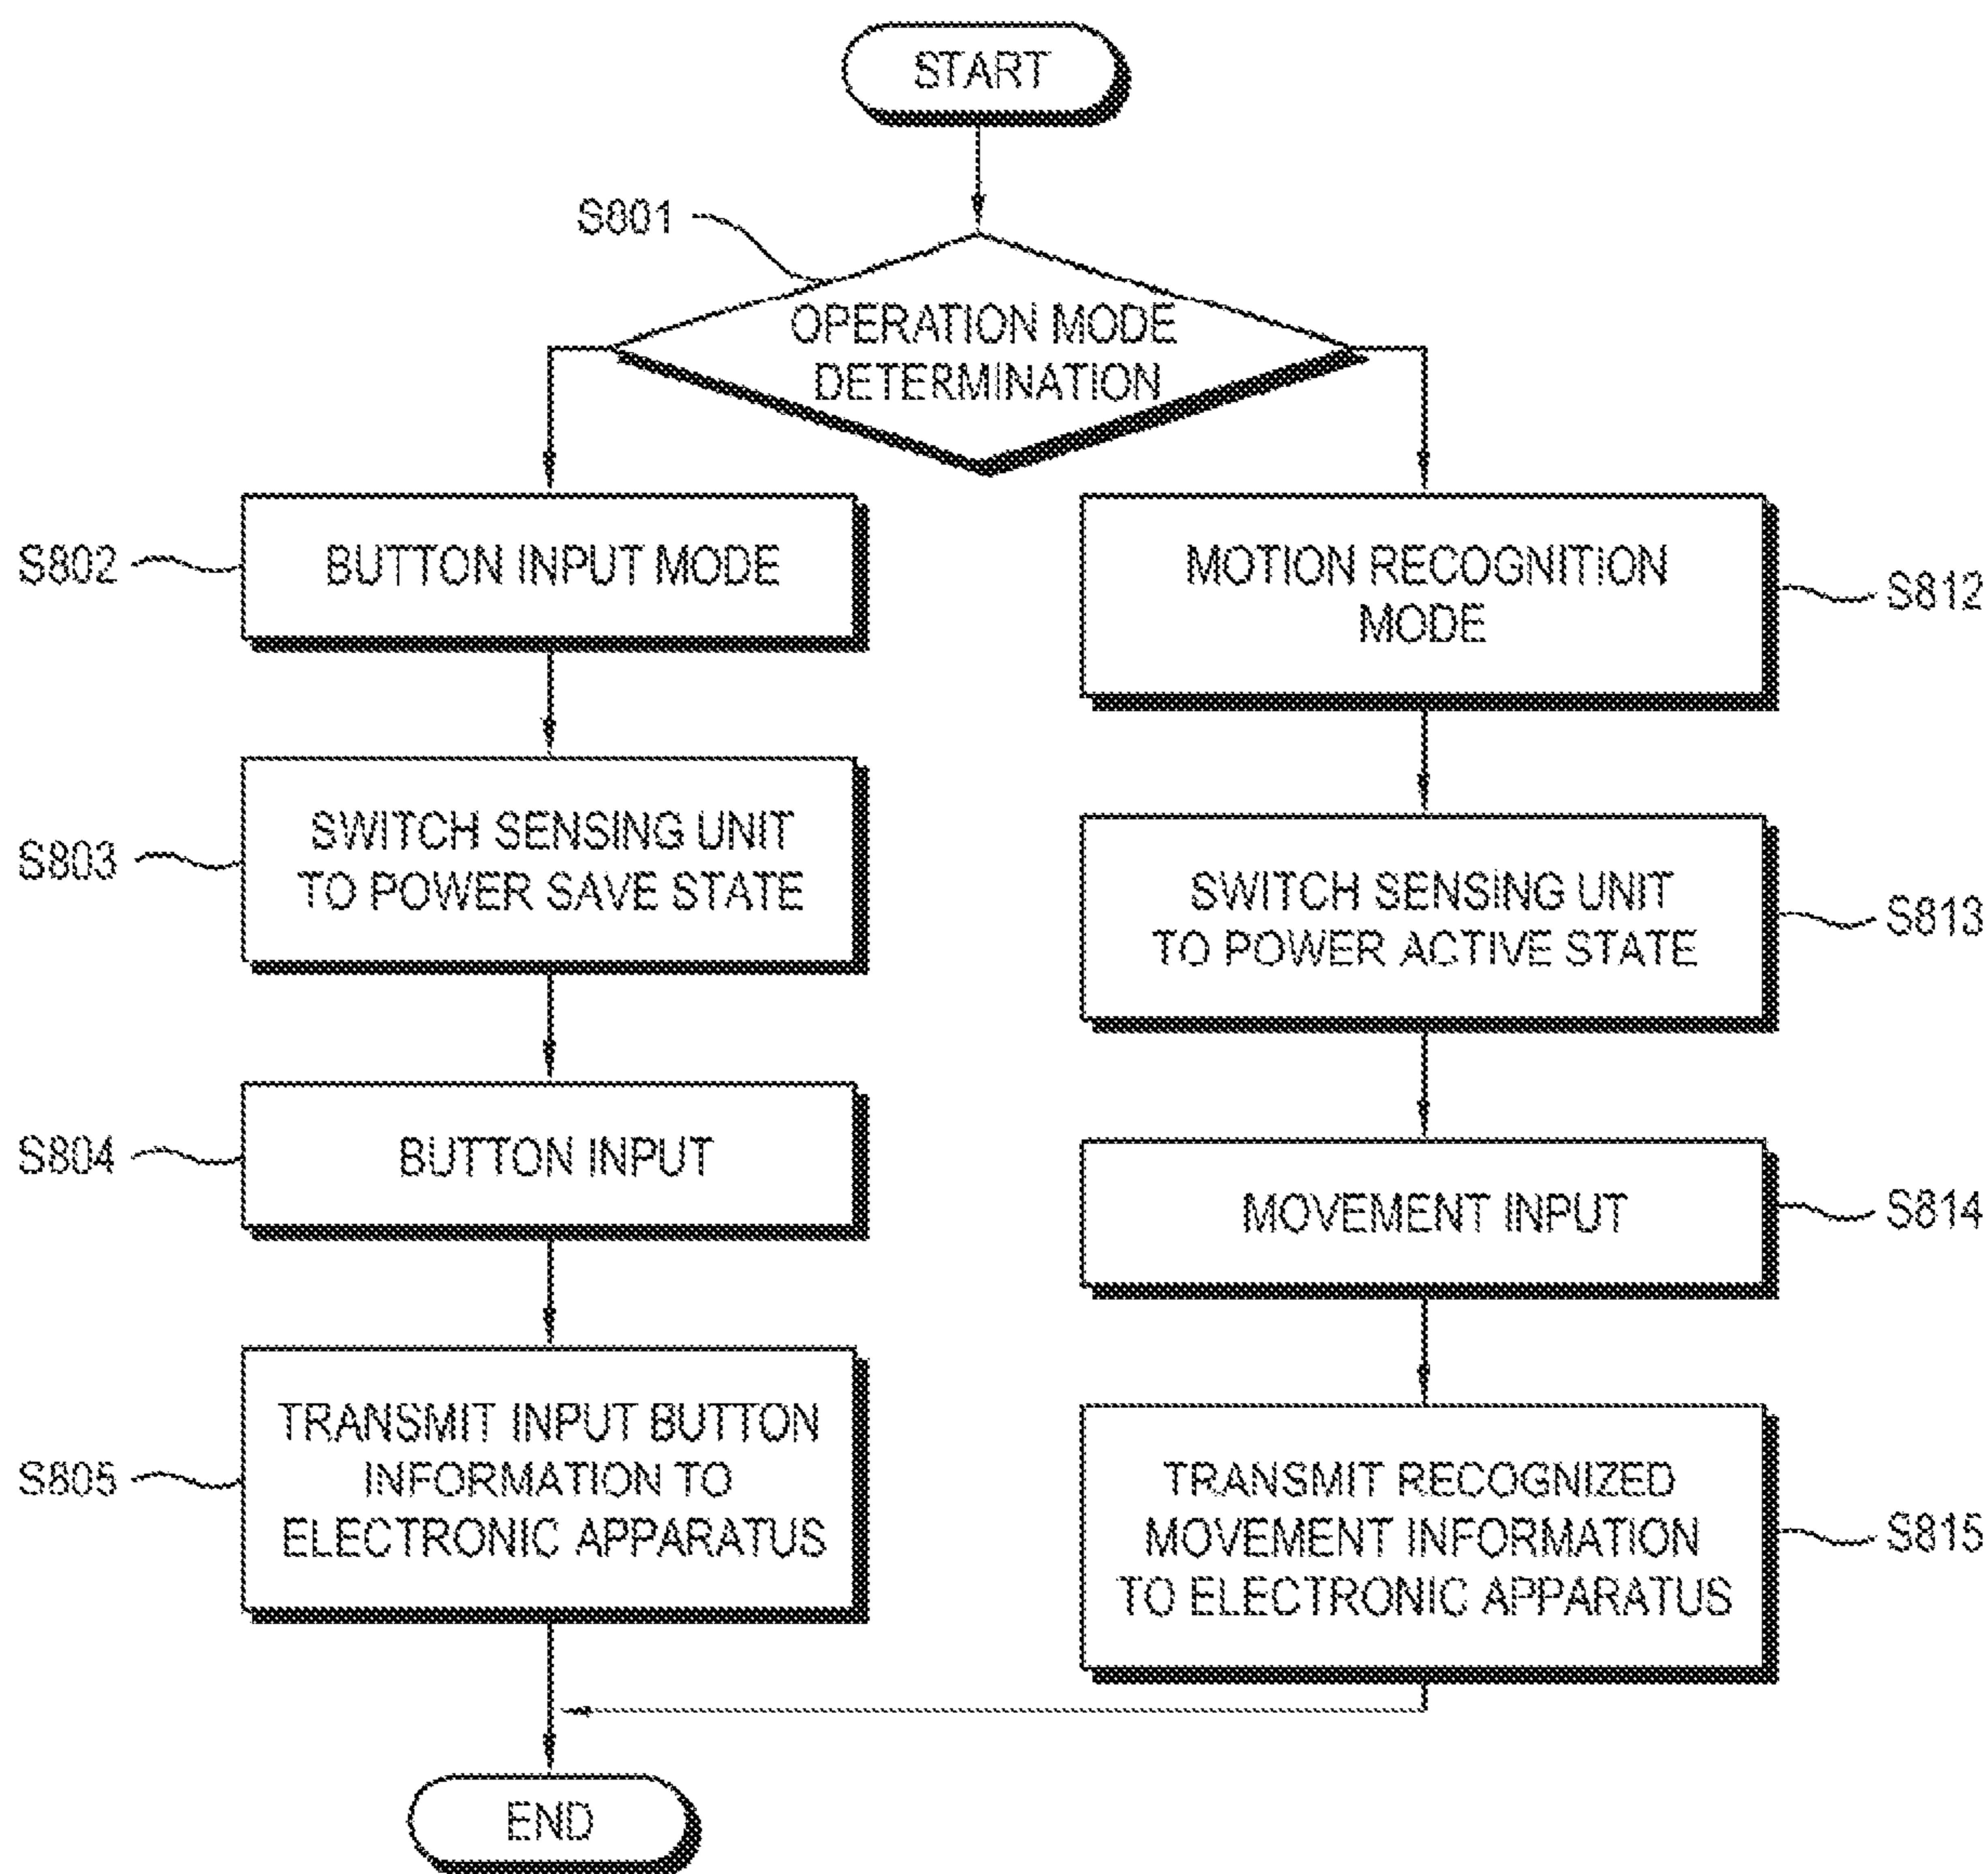 START
S801
OPERATION MODE
DETERMINATION
S802
BUTTON INPUT MODE
S803
SWITCH SENSING UNIT
TO POWER SAVE STATE
S804
BUTTON INPUT
S805
TRANSMIT INPUT BUTTON
INFORMATION TO
ELECTRONIC APPARATUS
MOTION RECOGNITION
MODE
S812
SWITCH SENSING UNIT
TO POWER ACTIVE STATE
S813
MOVEMENT INPUT
S814
TRANSMIT RECOGNIZED
MOVEMENT INFORMATION
TO ELECTRONIC APPARATUS
S815
END